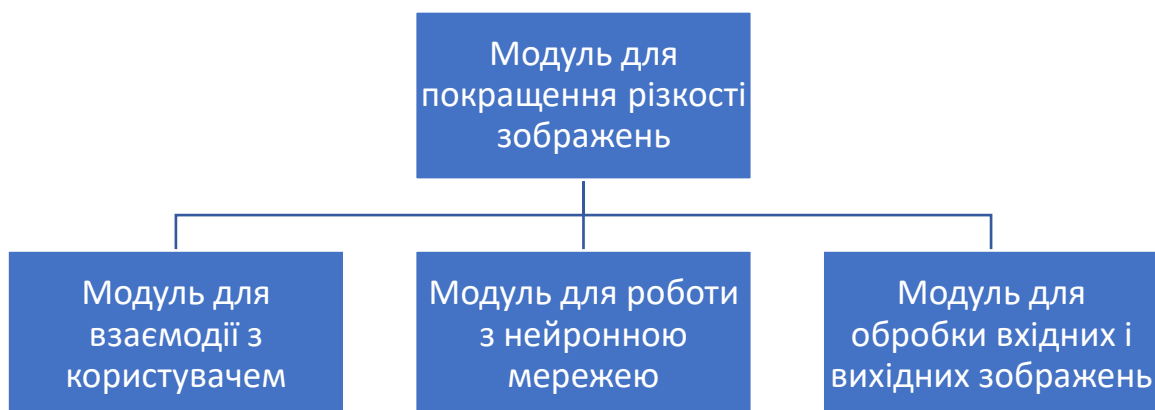 Модуль для
покращення різкості
зображень
Модуль для
взаємодії з
користувачем
Модуль для роботи
з нейронною
мережею
Модуль для
обробки вхідних і
вихідних зображень